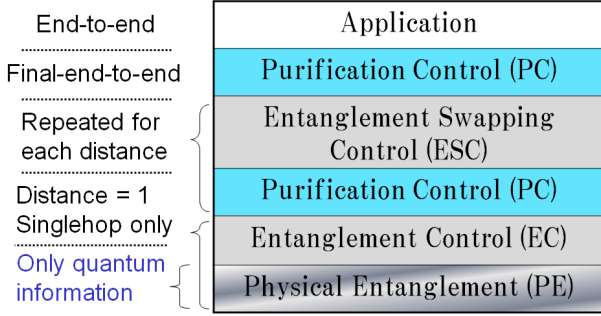 End-to-end
Application
Final-end-to-end
Purification Control (PC)
Repeated for
each distance
Entanglement Swapping
Control (ESC)
Purification Control (PC)
Distance = 1
Singlehop only
Entanglement Control (EC)
Only quantum
information
Physical Entanglement (PE)